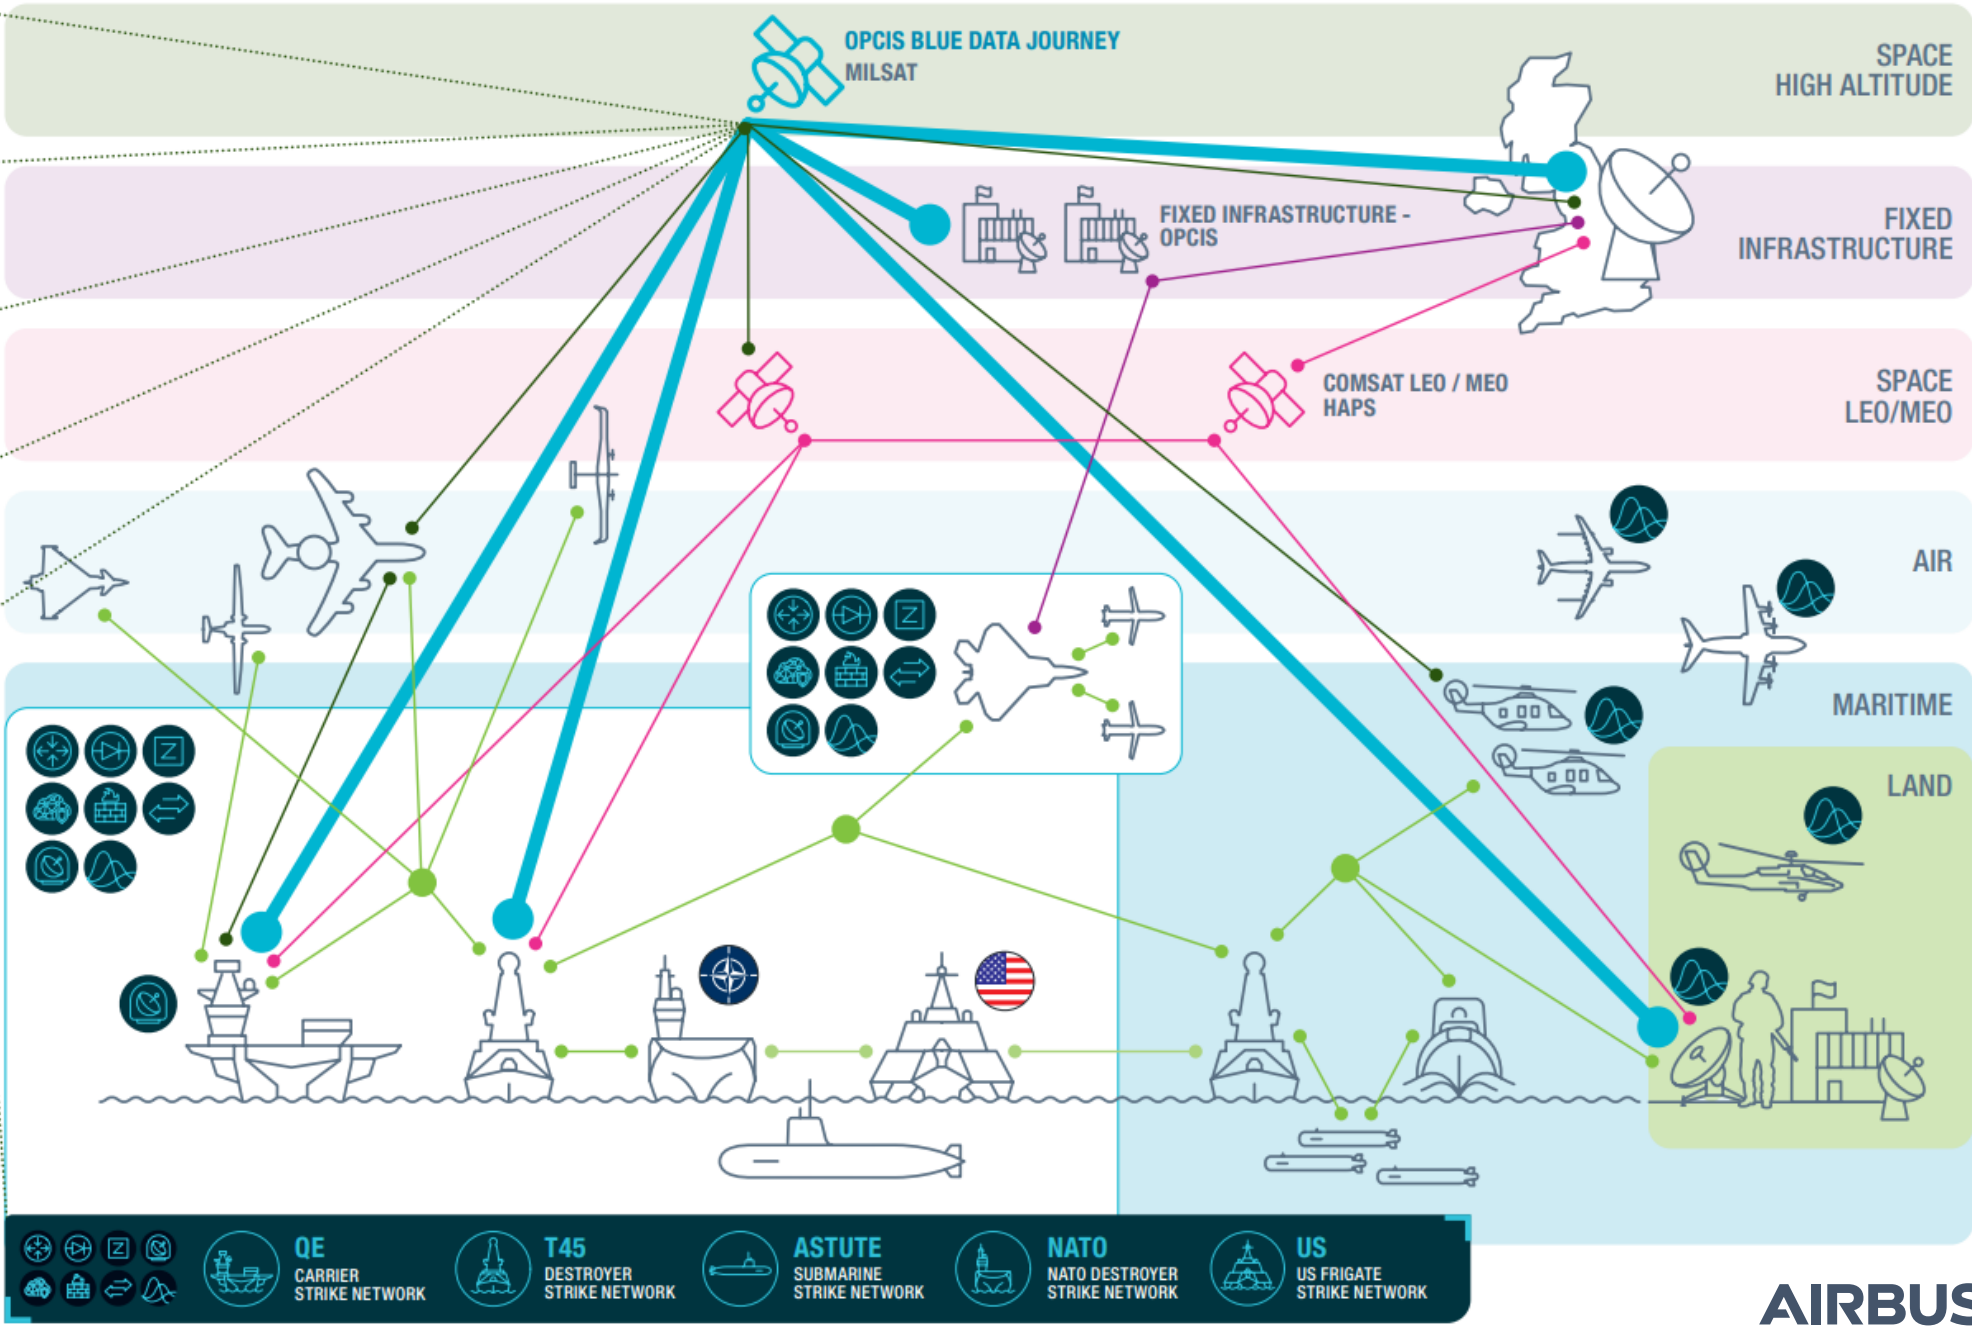 OPCIS BLUE DATA JOURNEY
MILSAT
SPACE
HIGH ALTITUDE
FIXED INFRASTRUCTURE -
OPCIS
FIXED
INFRASTRUCTURE
COMSAT LEO / MEO
HAPS
SPACE
LEO/MEO
AIR
MARITIME
LAND
Z
Z
Z
QE
CARRIER
STRIKE NETWORK
T45
DESTROYER
STRIKE NETWORK
ASTUTE
SUBMARINE
STRIKE NETWORK
NATO
NATO DESTROYER
STRIKE NETWORK
US
US FRIGATE
STRIKE NETWORK
AIRBUS